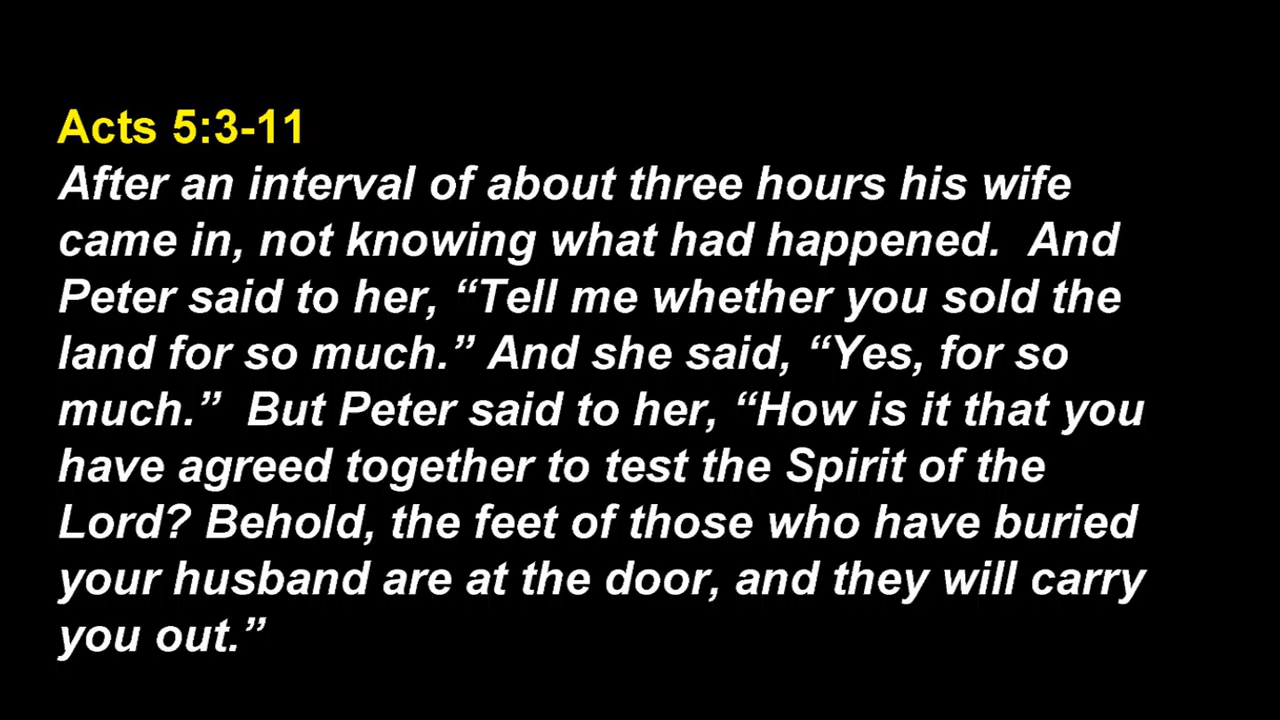 Acts 5:3-11
After an interval of about three hours his wife
came in, not knowing what had happened.  And
Peter said to her, “Tell me whether you sold the
land for so much.” And she said, “Yes, for so
much.”  But Peter said to her, “How is it that you
have agreed together to test the Spirit of the
Lord? Behold, the feet of those who have buried
your husband are at the door, and they will carry
you out.”